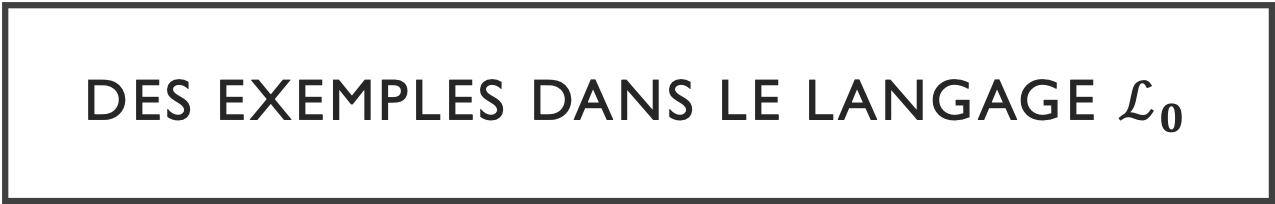 DES EXEMPLES DANS LE LANGAGE ℒ₀